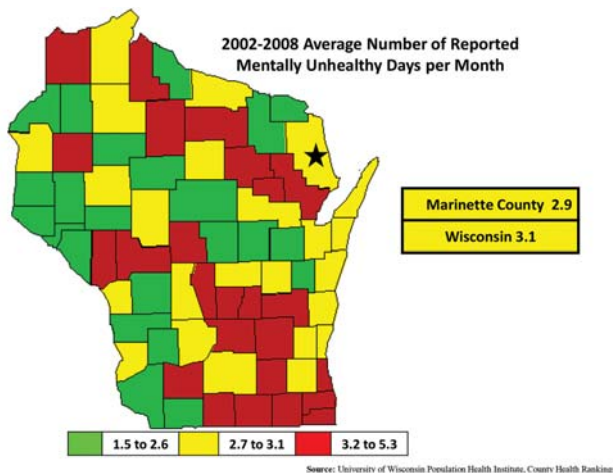 2002-2008 Average Number of Reported
Mentally Unhealthy Days per Month
Marinette County 2.9
Wisconsin 3.1
1.5 to 2.6
2.7 to 3.1
3.2 to 5.3
Source: University of Wisconsin Population Health Institute, County Health Rankings